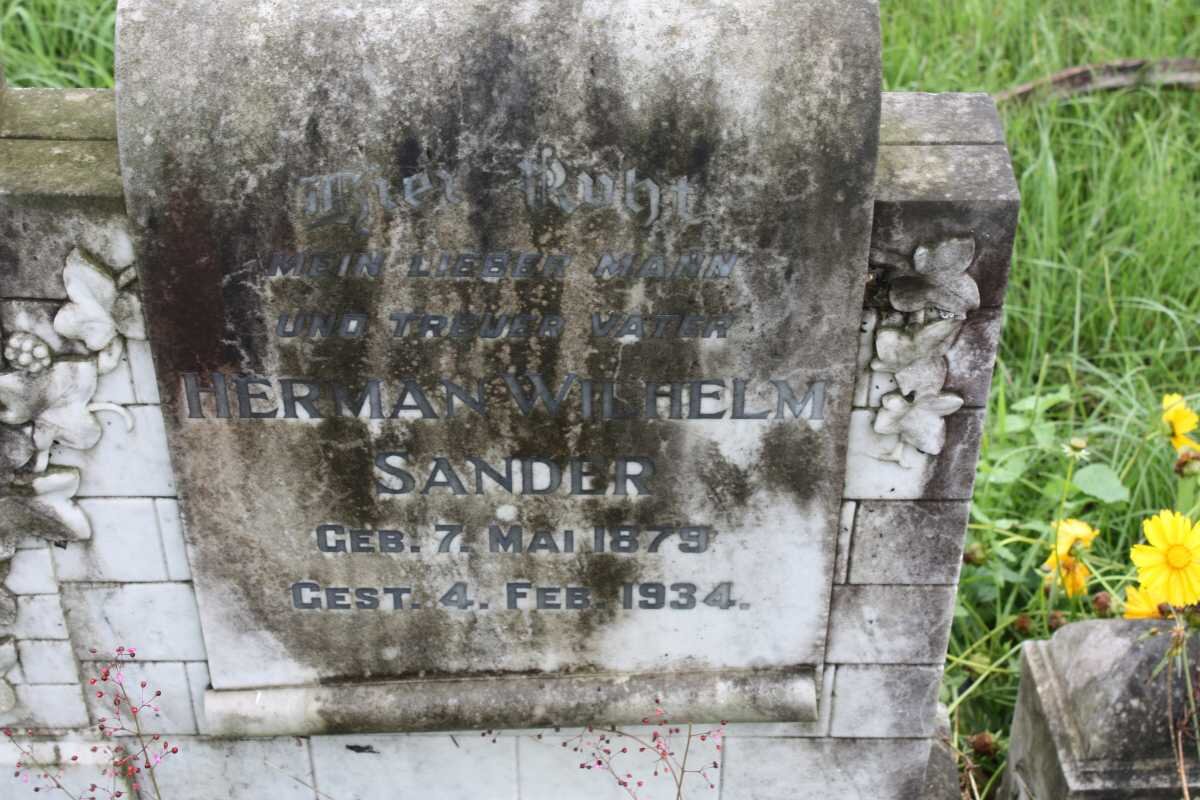 Hier Ruht
MEIN LIEBER MANN
UND TREUER VATER
HERMAN WILHELM
SANDER
GEB. 7. MAI 1879
GEST. 4. FEB. 1934.